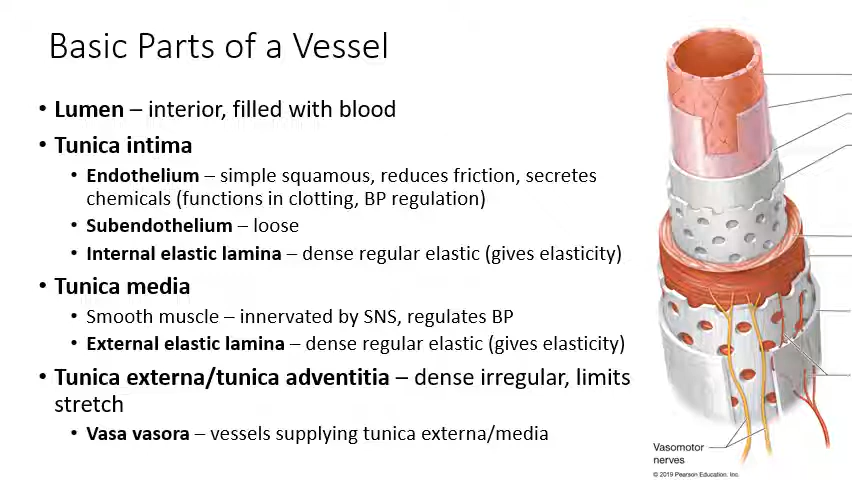 Basic Parts of a Vessel
• Lumen – interior, filled with blood
• Tunica intima
• Endothelium – simple squamous, reduces friction, secretes
chemicals (functions in clotting, BP regulation)
• Subendothelium – loose
• Internal elastic lamina – dense regular elastic (gives elasticity)
• Tunica media
• Smooth muscle – innervated by SNS, regulates BP
• External elastic lamina – dense regular elastic (gives elasticity)
• Tunica externa/tunica adventitia – dense irregular, limits
stretch
• Vasa vasora – vessels supplying tunica externa/media
Vasomotor
nerves
© 2019 Pearson Education, Inc.